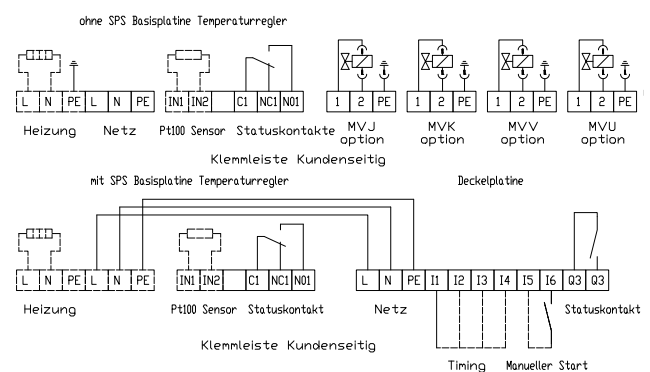 ohne SPS Basisplatine Temperaturregler
L N PE L N PE IN1 IN2 C1 NC1 NO1 1 2 PE 1 2 PE 1 2 PE 1 2 PE
Heizung Netz Pt100 Sensor Statuskontakte MVJ option MVK option MVV option MVU option
Klemmleiste Kundenseitig
mit SPS Basisplatine Temperaturregler Deckelplatine
L N PE L N PE IN1 IN2 C1 NC1 NO1 L N PE I1 I2 I3 I4 I5 I6 Q3 Q3
Heizung Pt100 Sensor Statuskontakt Netz Statuskontakt
Klemmleiste Kundenseitig
Timing Manueller Start